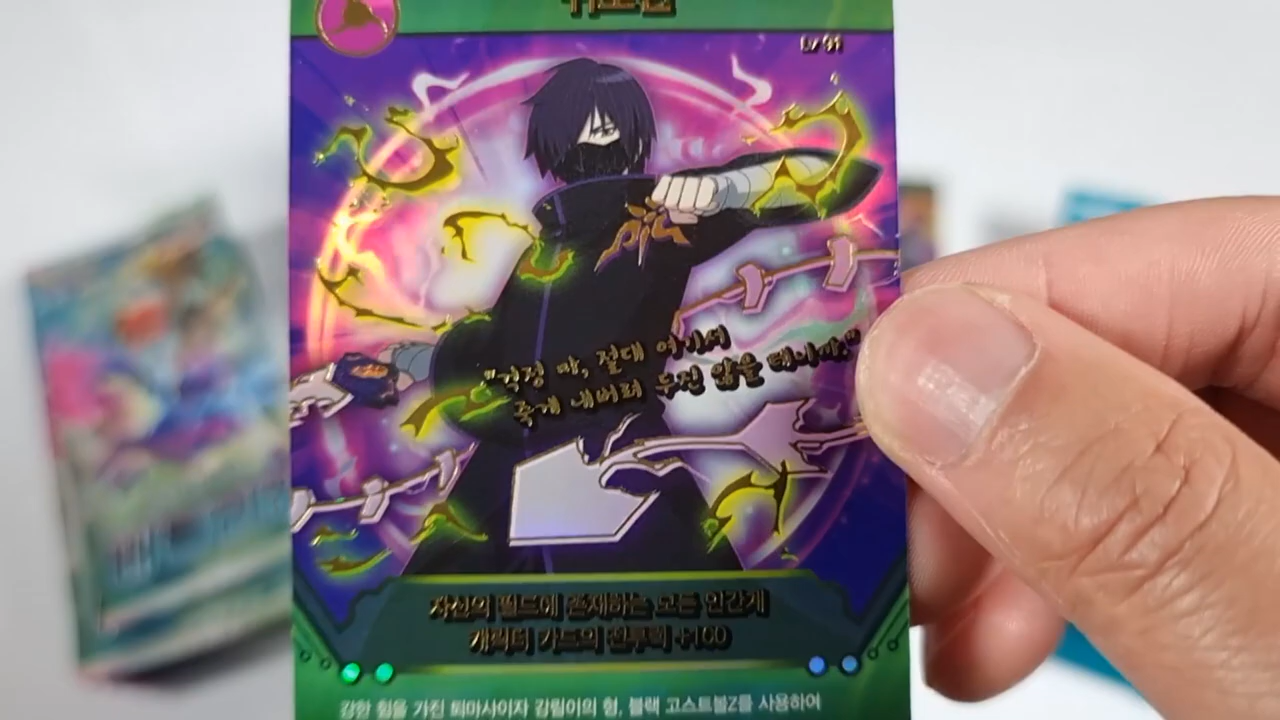 Lv 91
"걱정 마, 절대 여기서
죽게 내버려 두진 않을 테니까."
자신의 필드에 존재하는 모든 인간계
캐릭터 카드의 전투력 +100
강한 힘을 가진 퇴마사이자 강림이의 형, 블랙 고스트볼Z를 사용하여